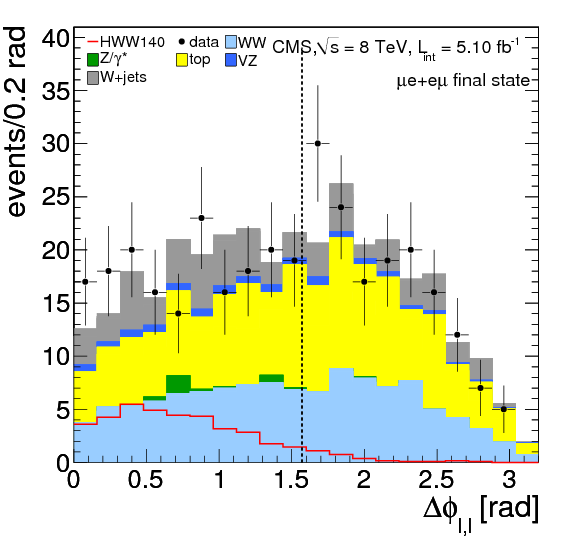 40
HWW140 data WW CMS,√s = 8 TeV, L_int = 5.10 fb⁻¹
Z/γ* top VZ
W+jets μe+eμ final state
events/0.2 rad
35
30
25
20
15
10
5
0
0 0.5 1 1.5 2 2.5 3
Δϕ_l,l [rad]